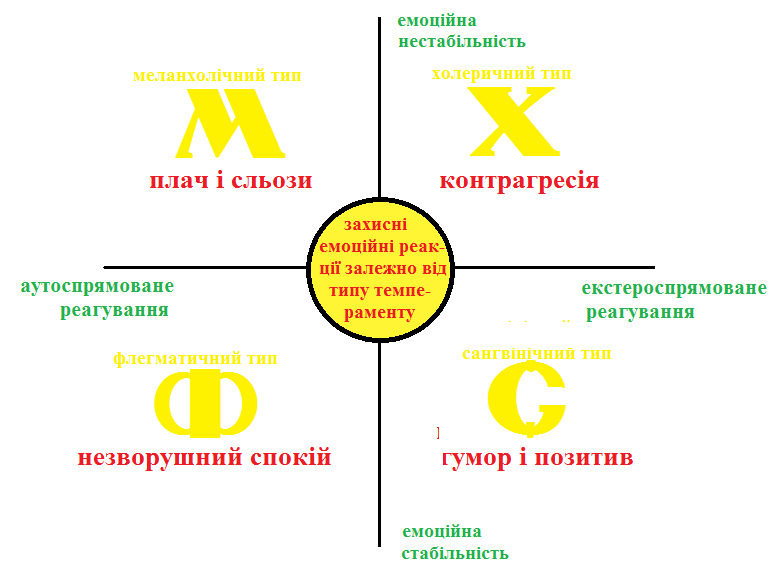 емоційна
нестабільність
меланхолічний тип
М
плач і сльози
холеричний тип
Х
контрагресія
захисні
емоційні реак-
ції залежно від
типу темпе-
раменту
аутоспрямоване
реагування
екстероспрямоване
реагування
флегматичний тип
Ф
незворушний спокій
сангвінічний тип
С
гумор і позитив
емоційна
стабільність